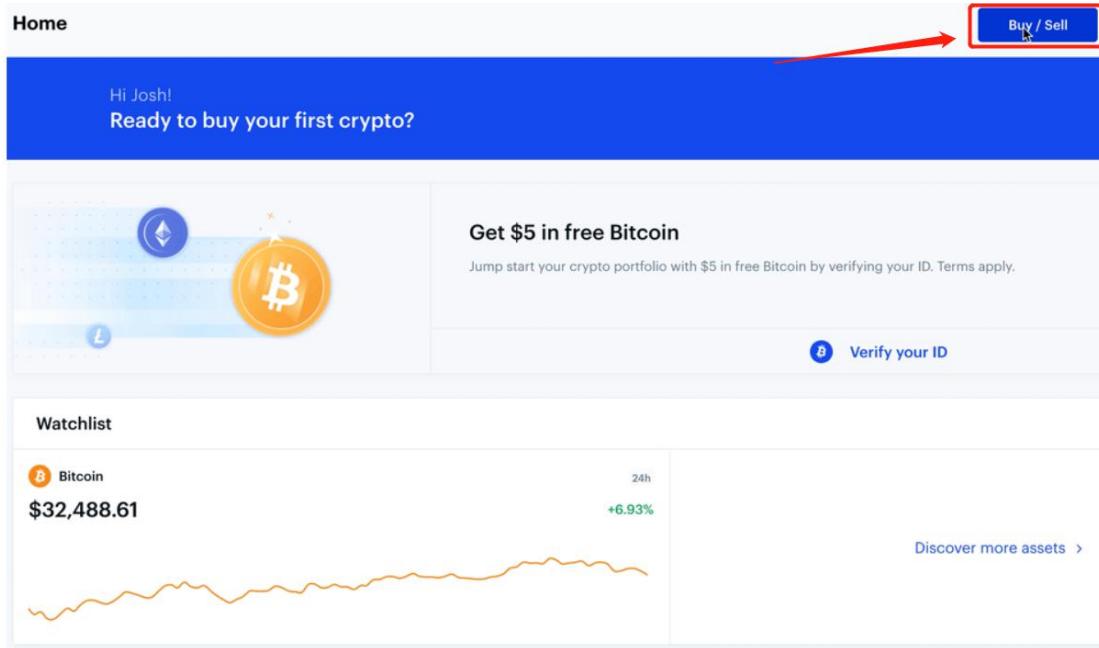 Home
Buy / Sell
Hi Josh!
Ready to buy your first crypto?
Get $5 in free Bitcoin
Jump start your crypto portfolio with $5 in free Bitcoin by verifying your ID. Terms apply.
Verify your ID
Watchlist
Bitcoin
24h
$32,488.61
+6.93%
Discover more assets >